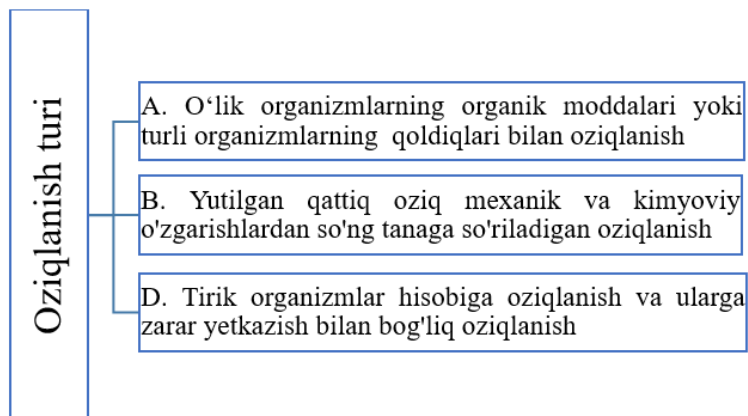 Oziqlanish turi
A. O‘lik organizmlarning organik moddalari yoki
turli organizmlarning qoldiqlari bilan oziqlanish
B. Yutilgan qattiq oziq mexanik va kimyoviy
o'zgarishlardan so'ng tanaga so'riladigan oziqlanish
D. Tirik organizmlar hisobiga oziqlanish va ularga
zarar yetkazish bilan bog'liq oziqlanish